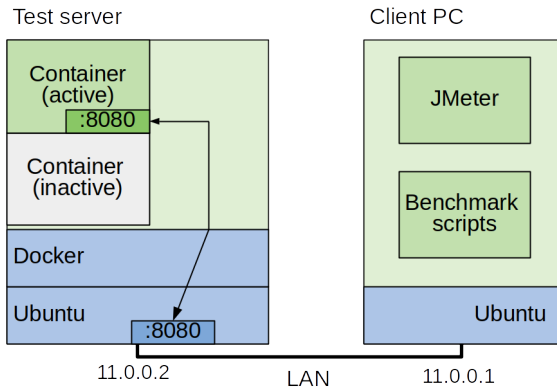 Test server
Client PC
Container
(active)
:8080
Container
(inactive)
Docker
Ubuntu
:8080
JMeter
Benchmark
scripts
Ubuntu
11.0.0.2
LAN
11.0.0.1